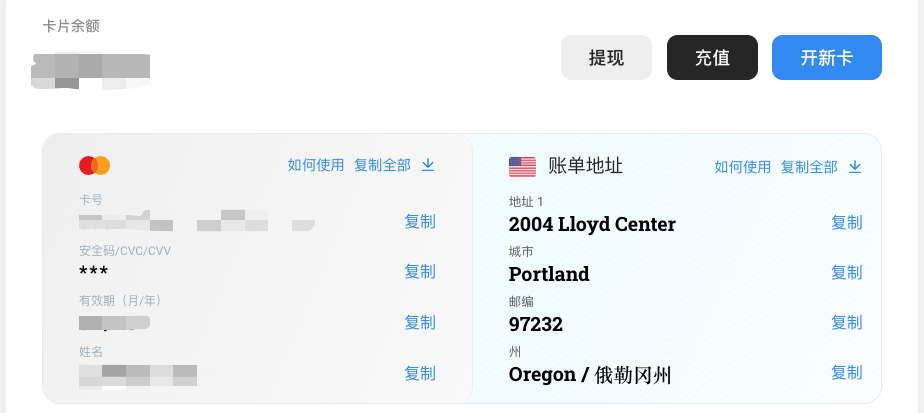 卡片余额
提现
充值
开新卡
如何使用 复制全部
卡号
复制
安全码/CVC/CVV
***
复制
有效期（月/年）
复制
姓名
复制
账单地址
如何使用 复制全部
地址 1
2004 Lloyd Center
复制
城市
Portland
复制
邮编
97232
复制
州
Oregon / 俄勒冈州
复制